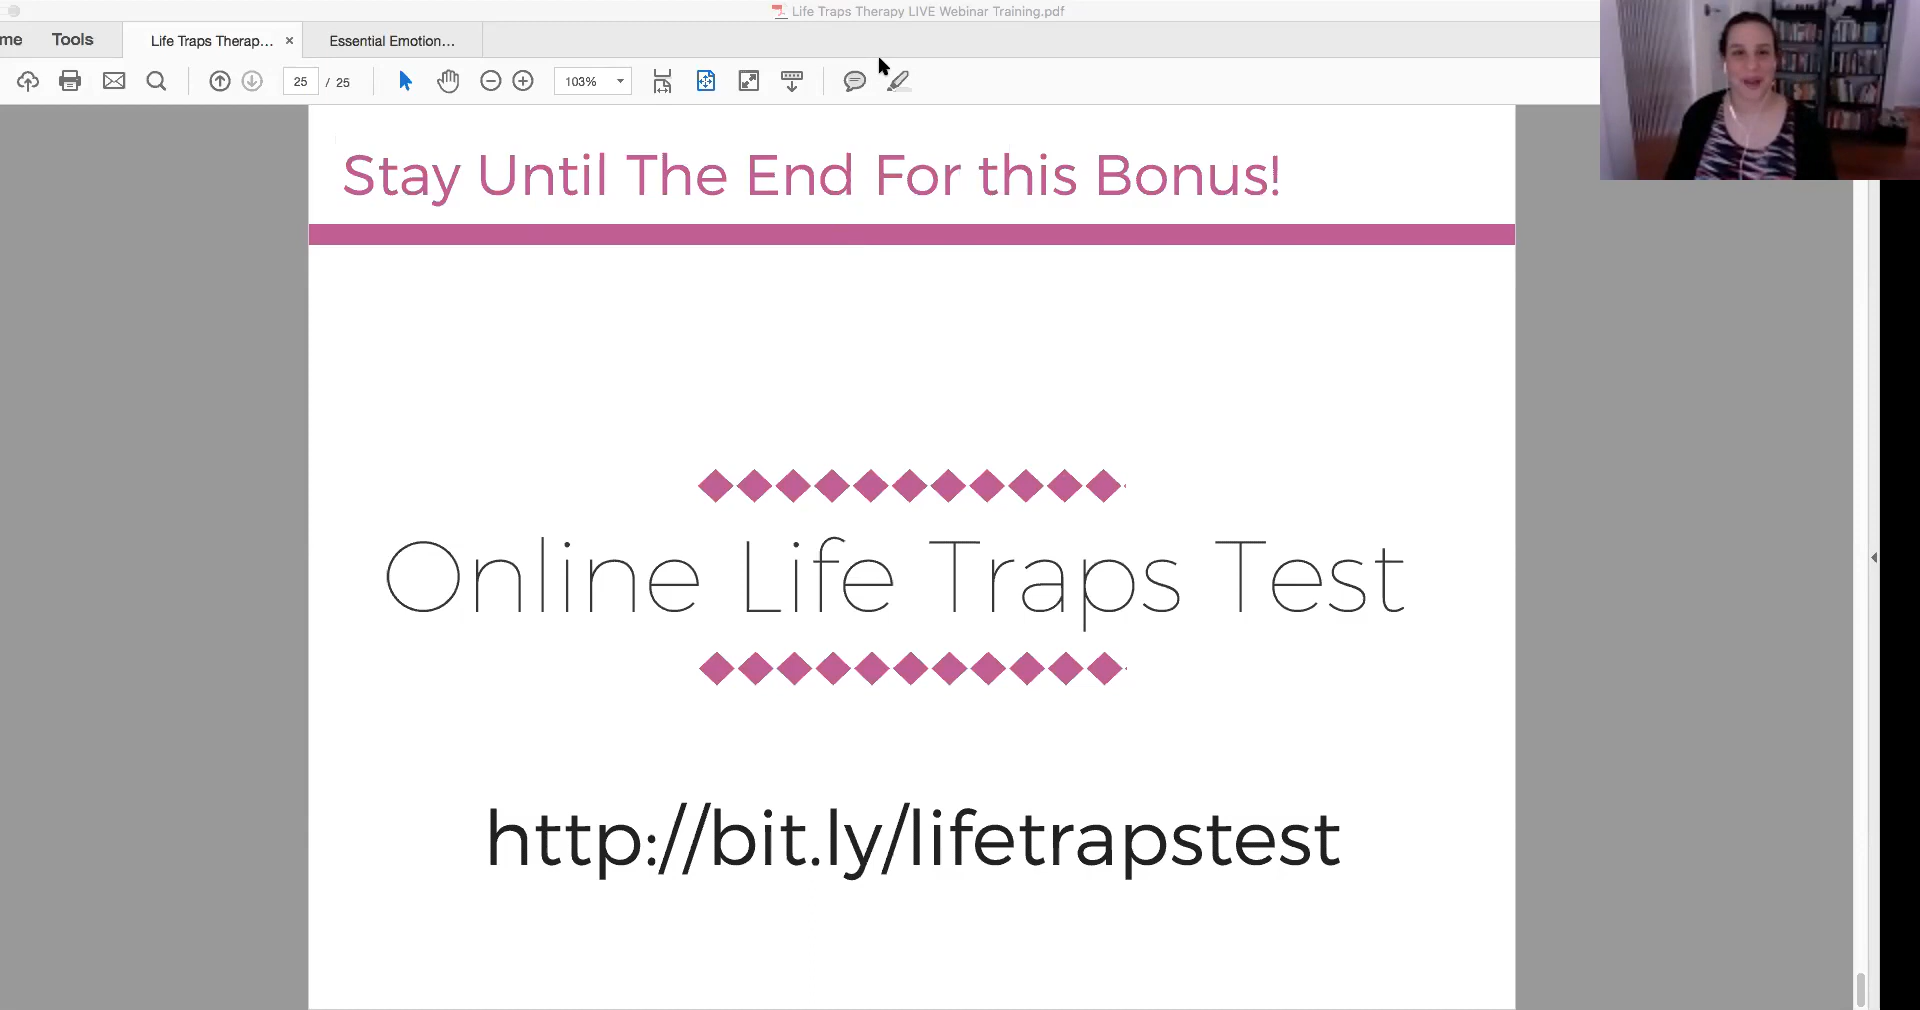 Life Traps Therapy LIVE Webinar Training.pdf
me Tools Life Traps Therap... × Essential Emotion...
25 / 25 103%
Stay Until The End For this Bonus!
Online Life Traps Test
http://bit.ly/lifetrapstest